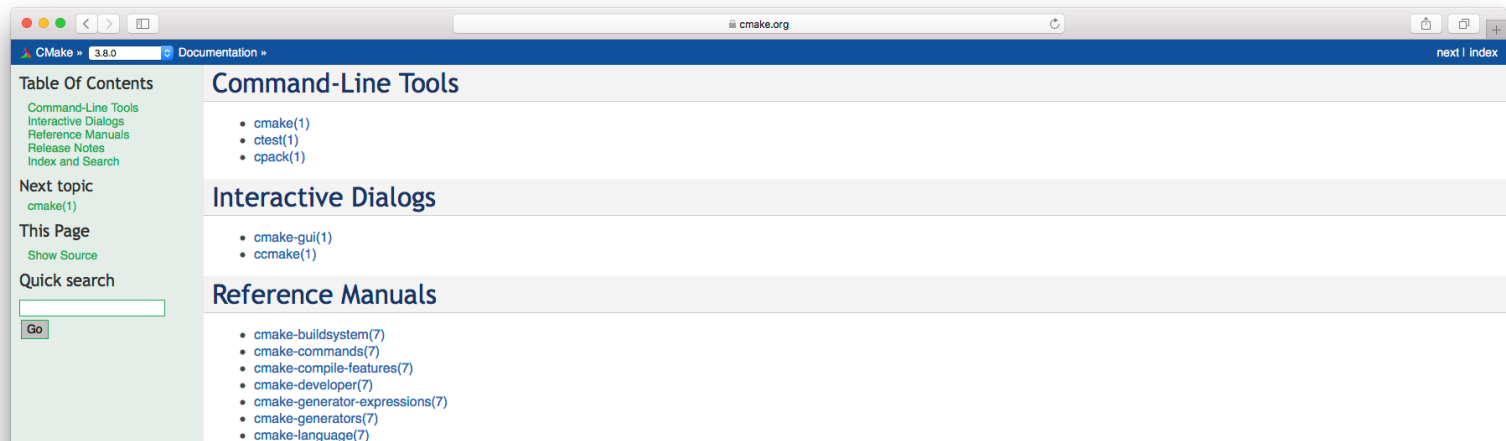 cmake.org
CMake » 3.8.0 Documentation »
next | index
Table Of Contents
Command-Line Tools
Interactive Dialogs
Reference Manuals
Release Notes
Index and Search
Next topic
cmake(1)
This Page
Show Source
Quick search
Go
Command-Line Tools
• cmake(1)
• ctest(1)
• cpack(1)
Interactive Dialogs
• cmake-gui(1)
• ccmake(1)
Reference Manuals
• cmake-buildsystem(7)
• cmake-commands(7)
• cmake-compile-features(7)
• cmake-developer(7)
• cmake-generator-expressions(7)
• cmake-generators(7)
• cmake-language(7)